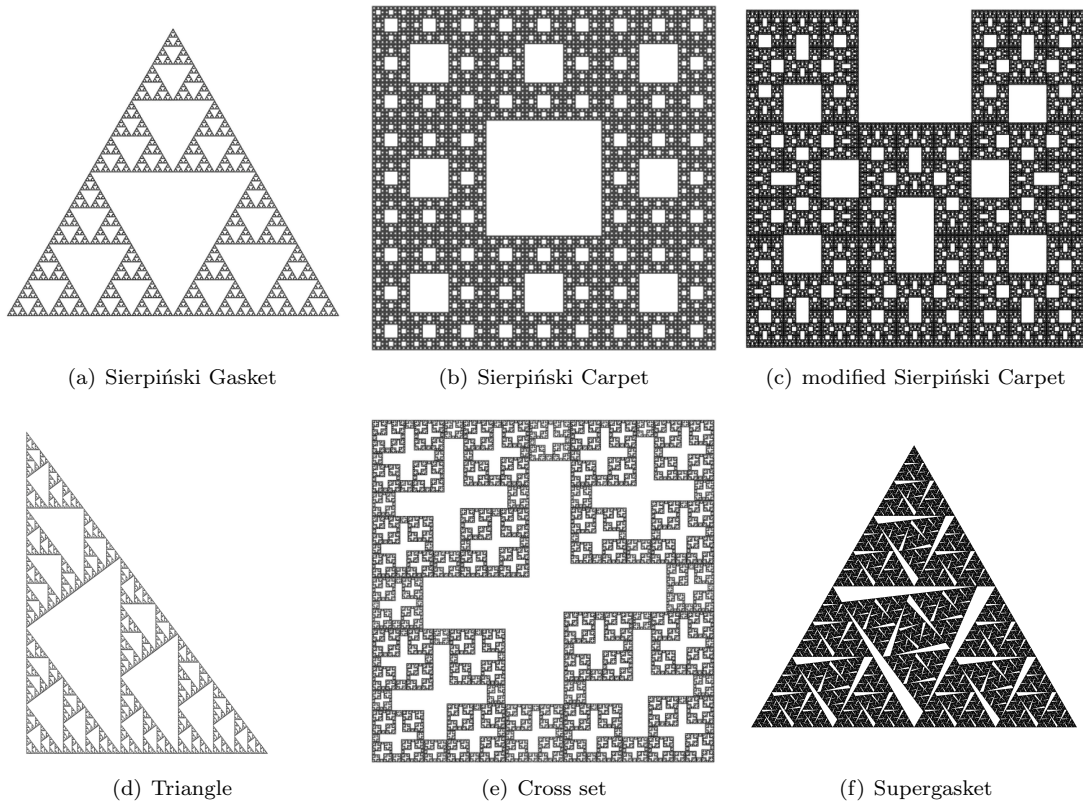 (a) Sierpiński Gasket
(b) Sierpiński Carpet
(c) modified Sierpiński Carpet
(d) Triangle
(e) Cross set
(f) Supergasket